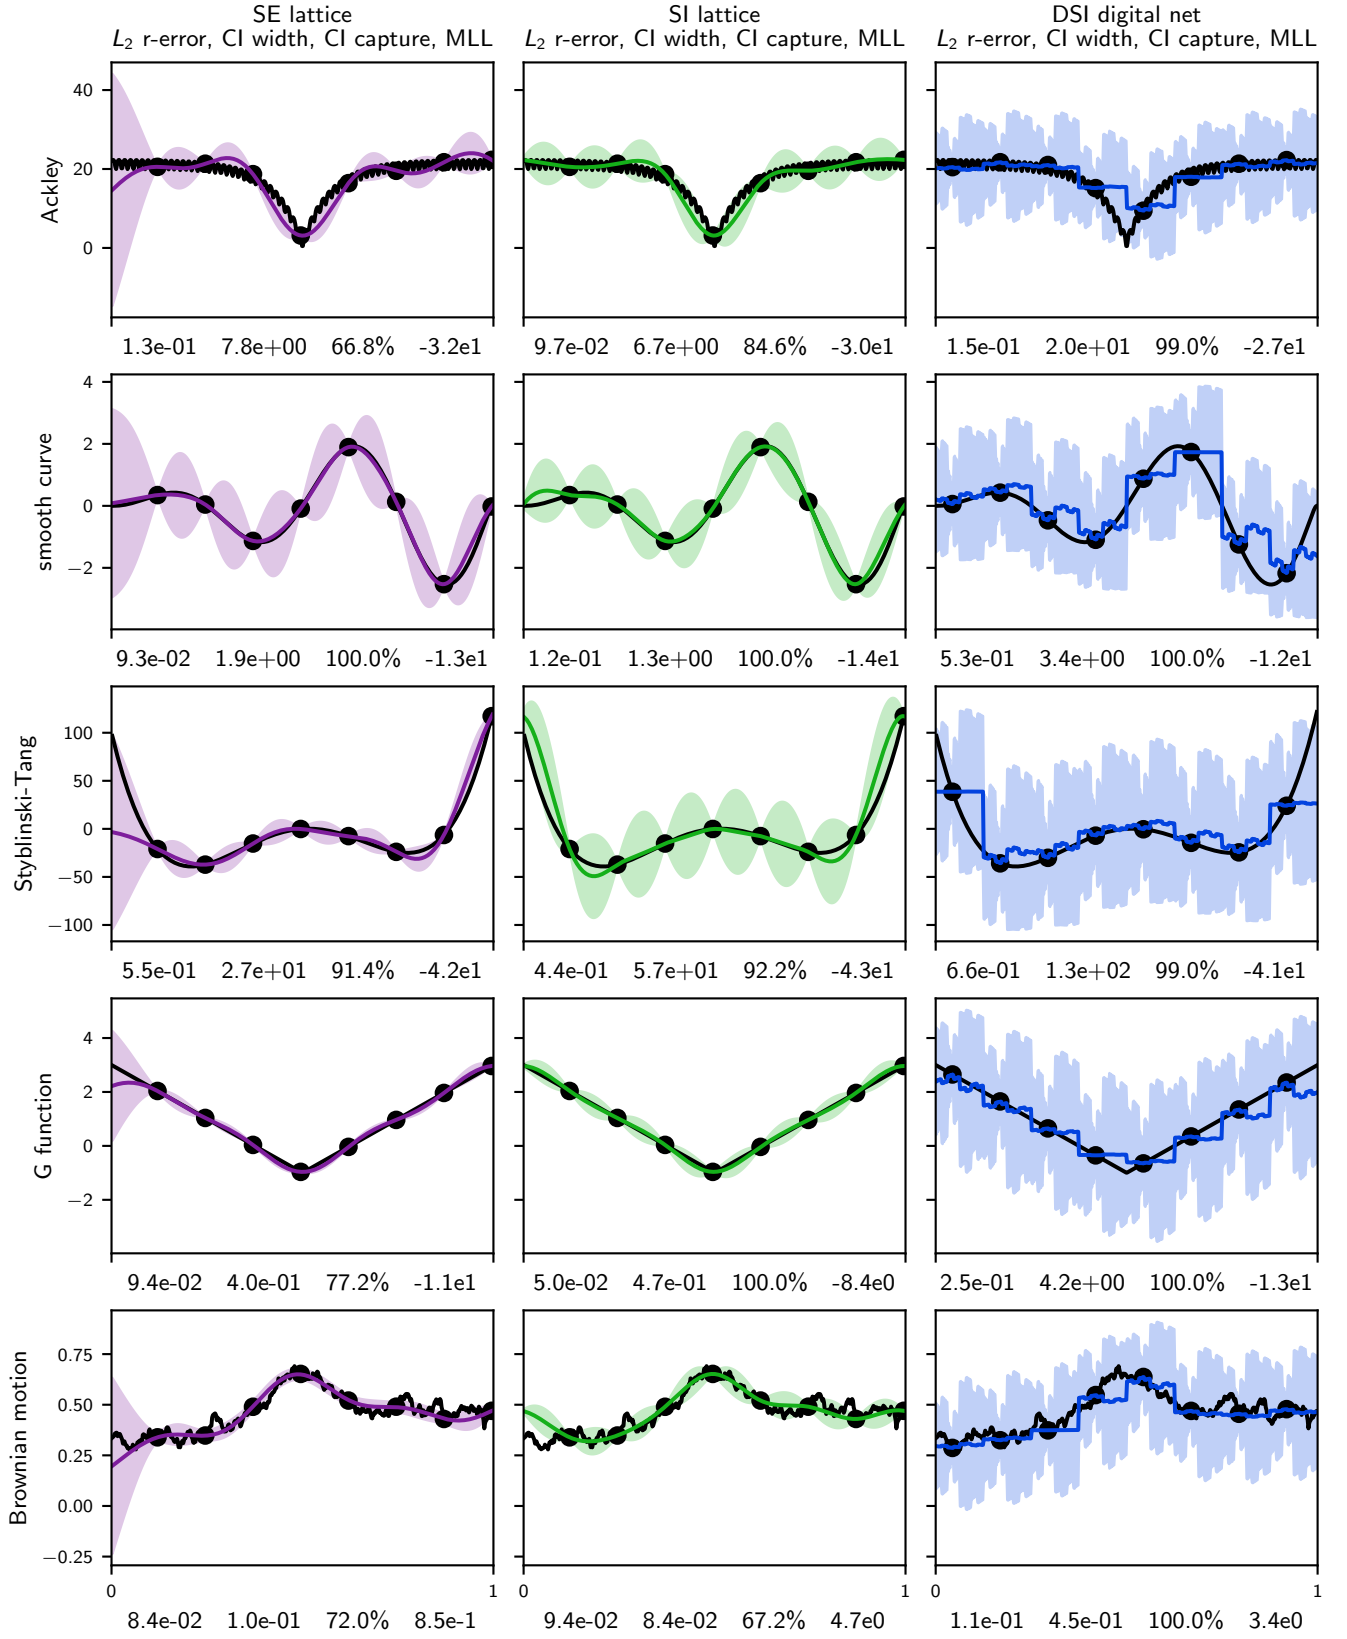 SE lattice SI lattice DSI digital net
L₂ r-error, CI width, CI capture, MLL L₂ r-error, CI width, CI capture, MLL L₂ r-error, CI width, CI capture, MLL
Ackley
40
20
0
1.3e-01 7.8e+00 66.8% -3.2e1 9.7e-02 6.7e+00 84.6% -3.0e1 1.5e-01 2.0e+01 99.0% -2.7e1
smooth curve
4
2
0
−2
9.3e-02 1.9e+00 100.0% -1.3e1 1.2e-01 1.3e+00 100.0% -1.4e1 5.3e-01 3.4e+00 100.0% -1.2e1
Styblinski-Tang
100
50
0
−50
−100
5.5e-01 2.7e+01 91.4% -4.2e1 4.4e-01 5.7e+01 92.2% -4.3e1 6.6e-01 1.3e+02 99.0% -4.1e1
G function
4
2
0
−2
9.4e-02 4.0e-01 77.2% -1.1e1 5.0e-02 4.7e-01 100.0% -8.4e0 2.5e-01 4.2e+00 100.0% -1.3e1
Brownian motion
0.75
0.50
0.25
0.00
−0.25
0 1 0 1 0 1
8.4e-02 1.0e-01 72.0% 8.5e-1 9.4e-02 8.4e-02 67.2% 4.7e0 1.1e-01 4.5e-01 100.0% 3.4e0